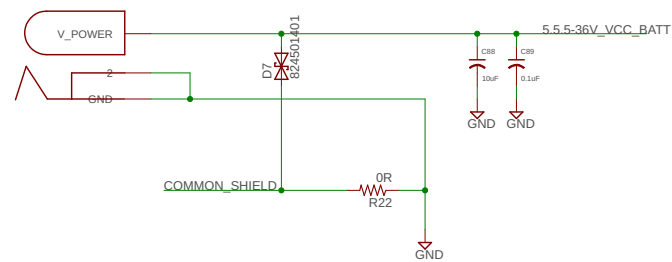 V_POWER
5.5.5-36V_VCC_BATT
2
GND
D7
824501401
C88
10uF
C89
0.1uF
GND
GND
COMMON_SHIELD
0R
R22
GND